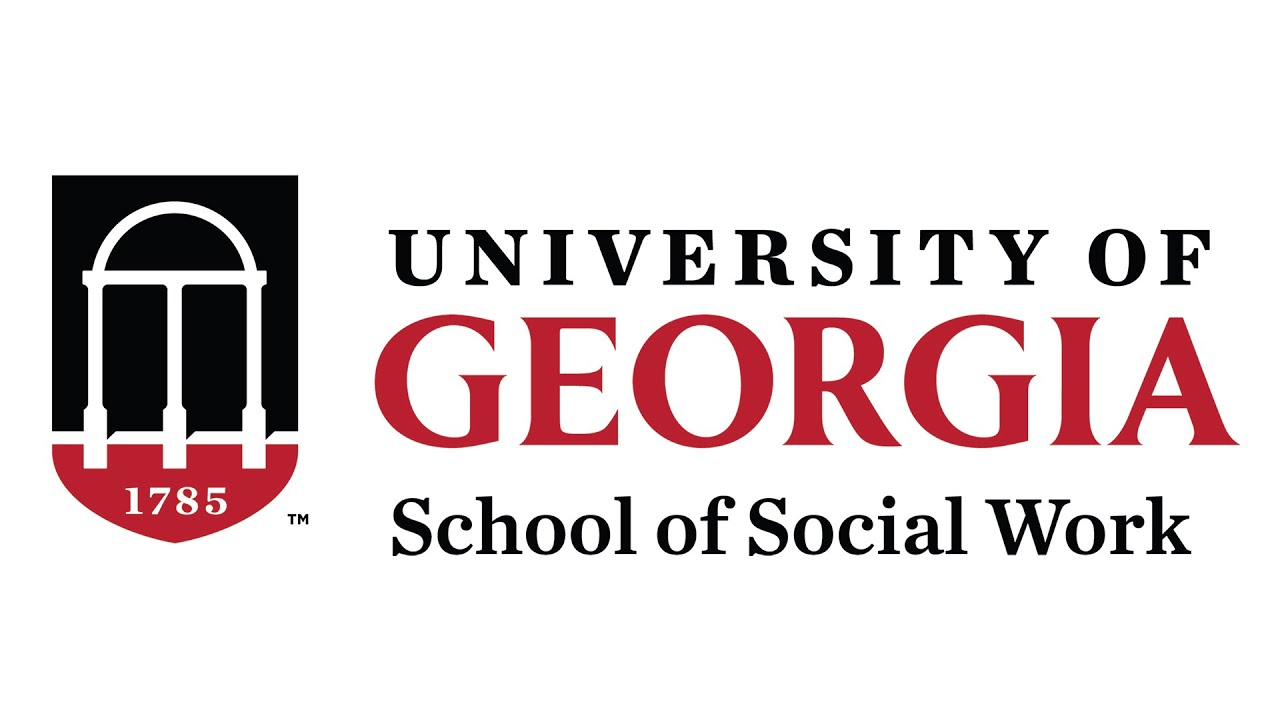 1785
TM
UNIVERSITY OF
GEORGIA
School of Social Work